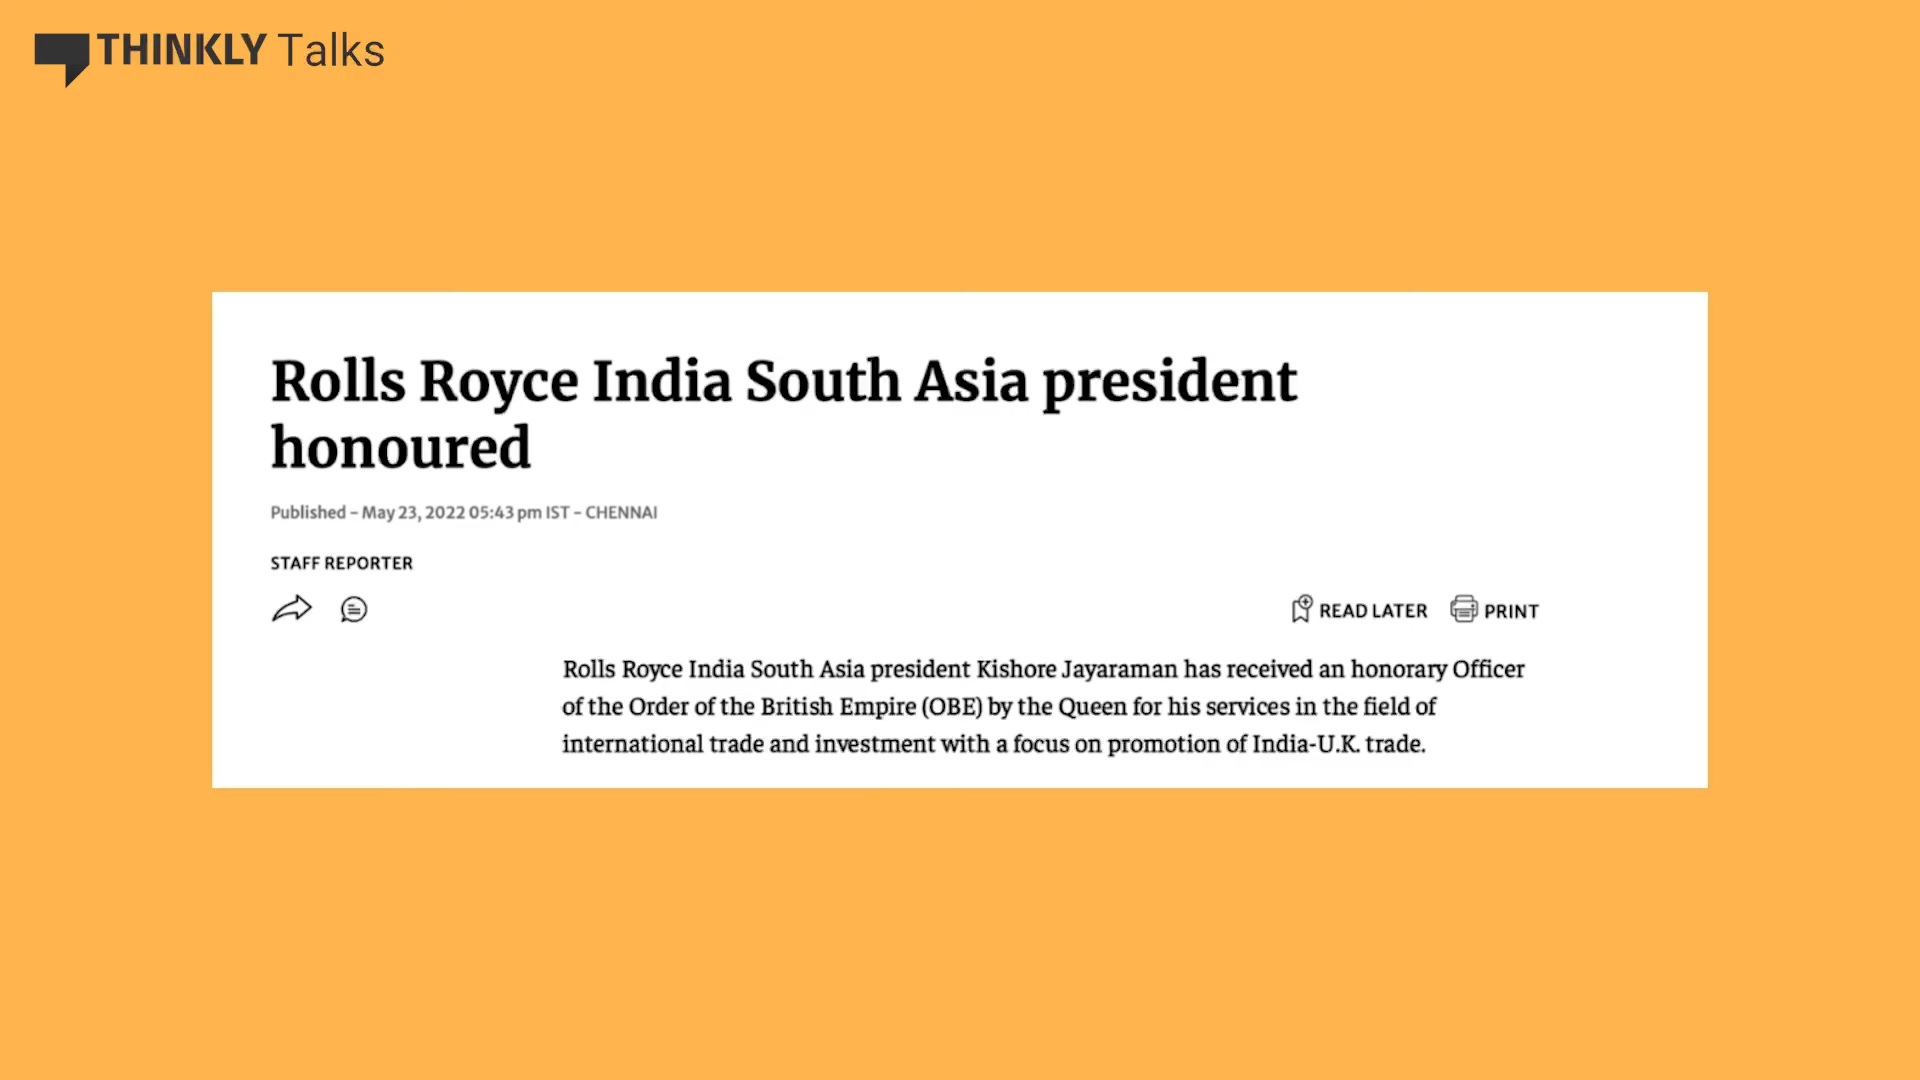 THINKLY Talks
Rolls Royce India South Asia president
honoured
Published - May 23, 2022 05:43 pm IST - CHENNAI
STAFF REPORTER
READ LATER PRINT
Rolls Royce India South Asia president Kishore Jayaraman has received an honorary Officer
of the Order of the British Empire (OBE) by the Queen for his services in the field of
international trade and investment with a focus on promotion of India-U.K. trade.